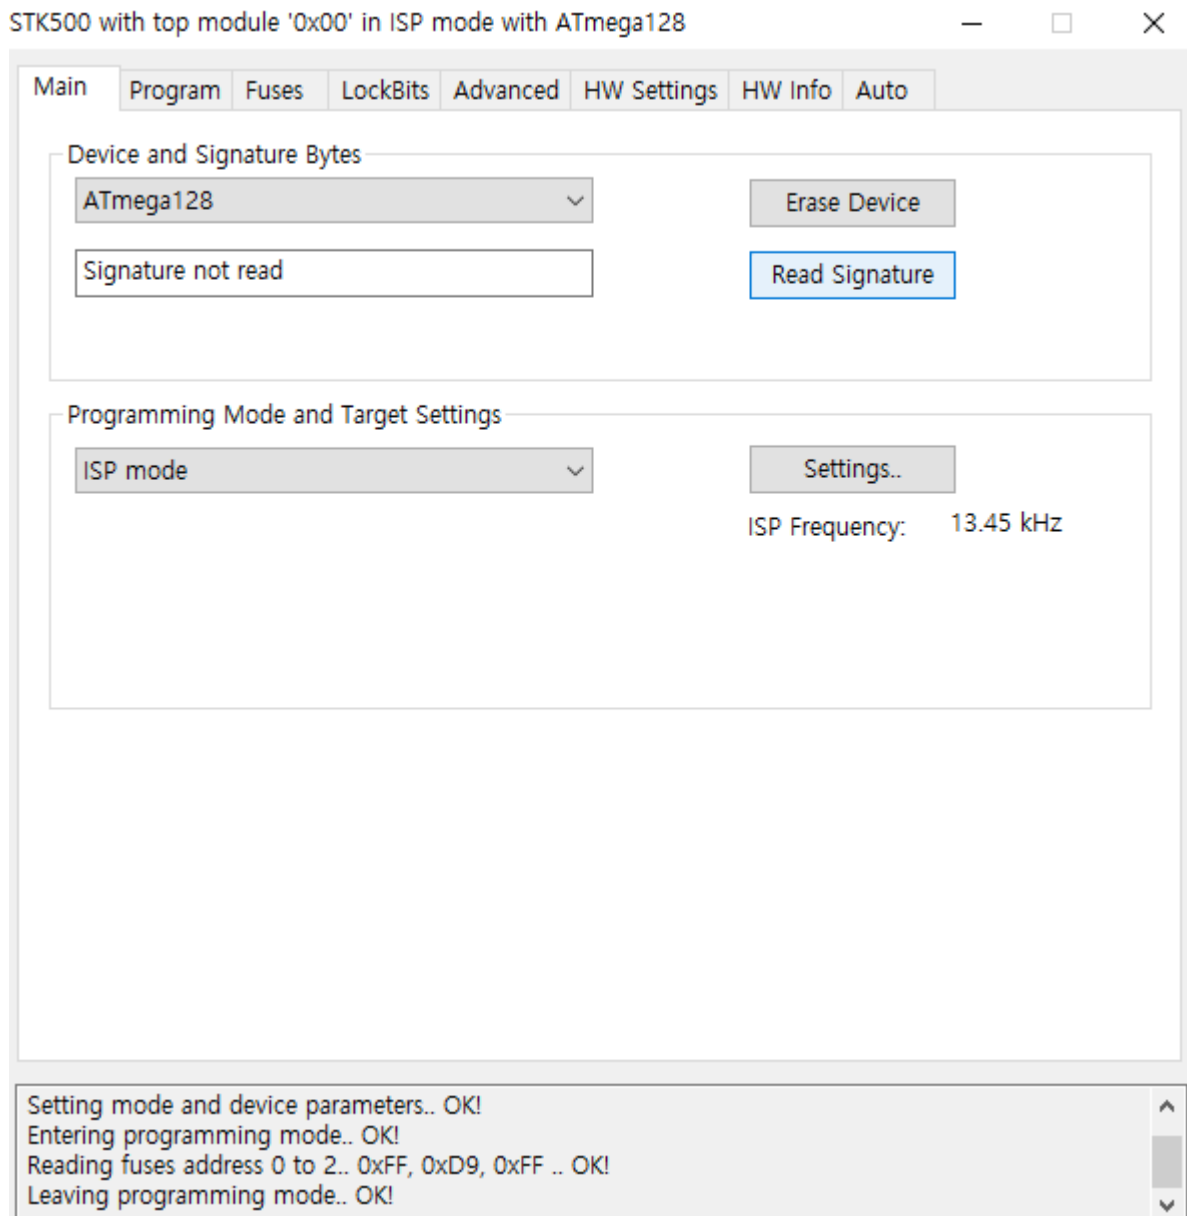 STK500 with top module '0x00' in ISP mode with ATmega128
Main Program Fuses LockBits Advanced HW Settings HW Info Auto
Device and Signature Bytes
ATmega128 Erase Device
Signature not read Read Signature
Programming Mode and Target Settings
ISP mode Settings..
ISP Frequency: 13.45 kHz
Setting mode and device parameters.. OK!
Entering programming mode.. OK!
Reading fuses address 0 to 2.. 0xFF, 0xD9, 0xFF .. OK!
Leaving programming mode.. OK!